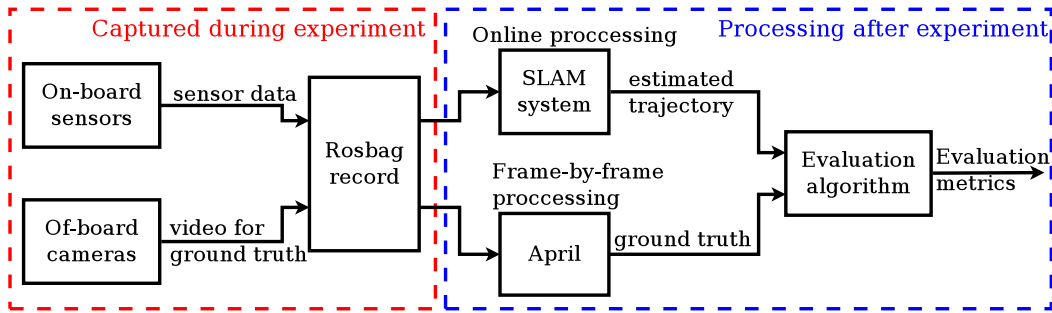 Captured during experiment
On-board
sensors
sensor data
Of-board
cameras
video for
ground truth
Rosbag
record
Processing after experiment
Online proccessing
SLAM
system
estimated
trajectory
Frame-by-frame
proccessing
April
ground truth
Evaluation
algorithm
Evaluation
metrics